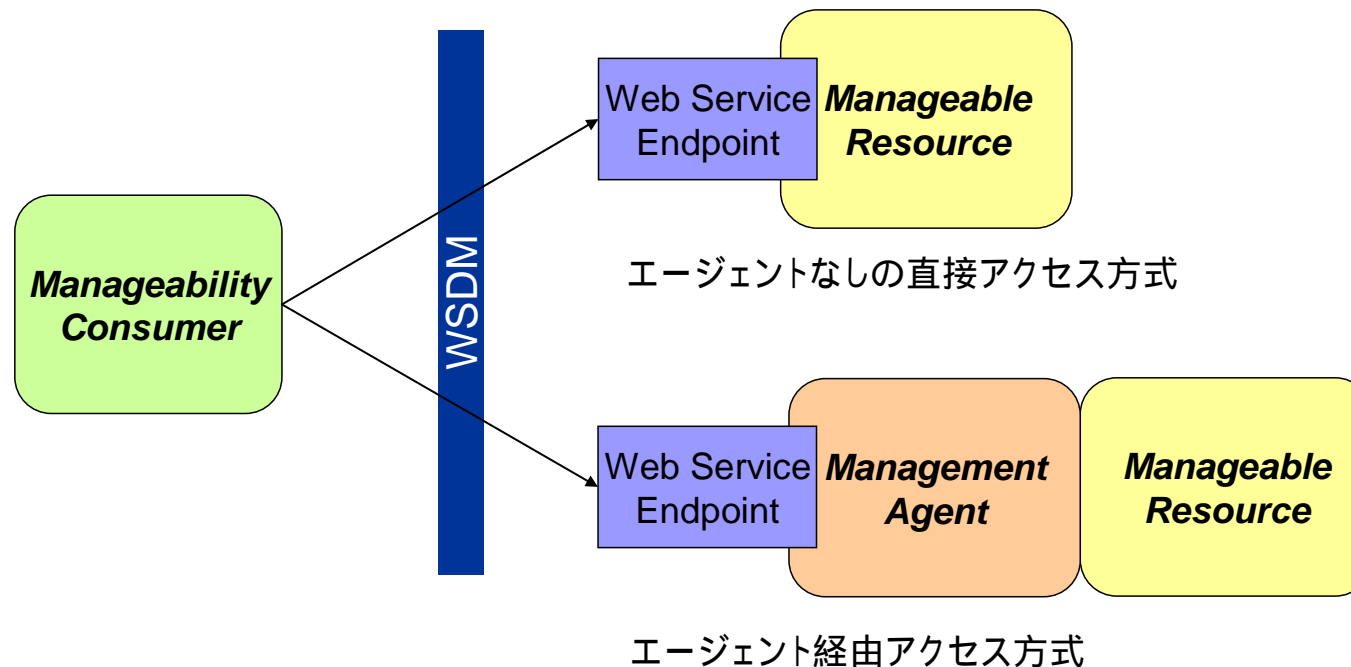 Web Service
Endpoint
Manageable
Resource
エージェントなしの直接アクセス方式
Manageability
Consumer
WSDM
Web Service
Endpoint
Management
Agent
Manageable
Resource
エージェント経由アクセス方式